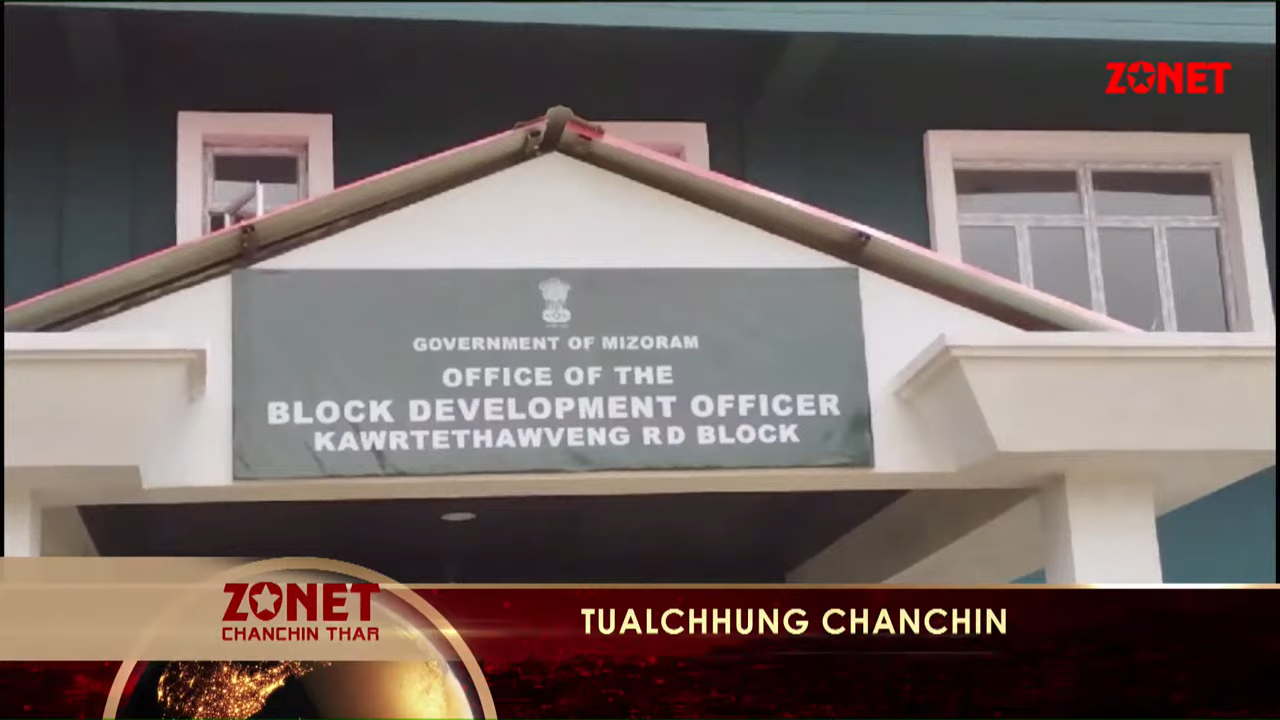 ZONET
GOVERNMENT OF MIZORAM
OFFICE OF THE
BLOCK DEVELOPMENT OFFICER
KAWRTETHAWVENG RD BLOCK
ZONET
CHANCHIN THAR
TUALCHHUNG CHANCHIN